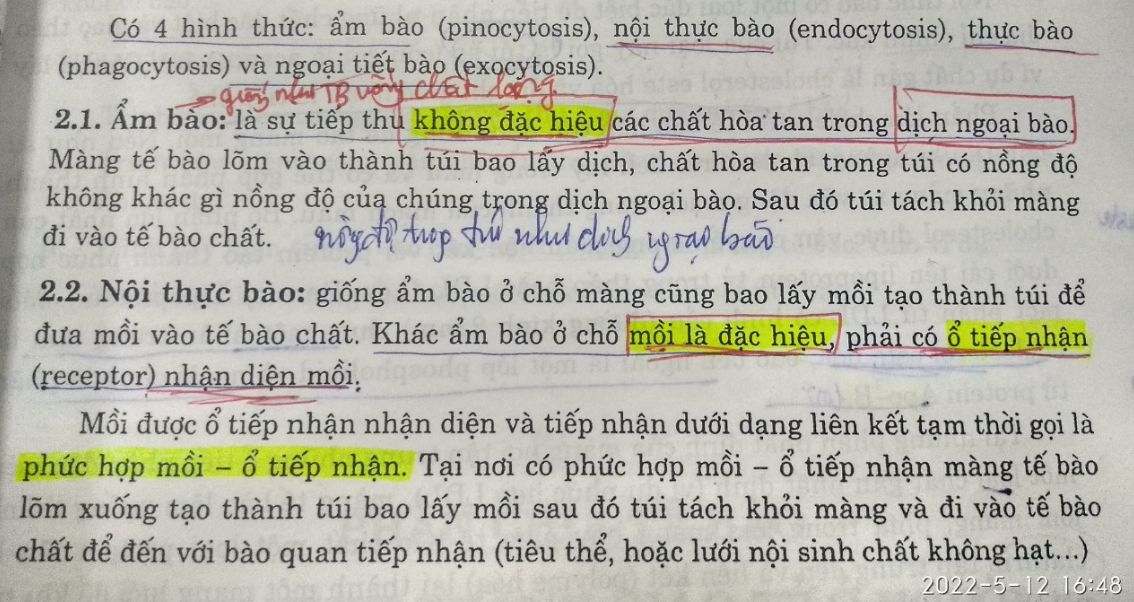 Có 4 hình thức: ẩm bào (pinocytosis), nội thực bào (endocytosis), thực bào
(phagocytosis) và ngoại tiết bào (exocytosis).
giống như TB uống chất lỏng
2.1. Ẩm bào: là sự tiếp thu không đặc hiệu các chất hòa tan trong dịch ngoại bào.
Màng tế bào lõm vào thành túi bao lấy dịch, chất hòa tan trong túi có nồng độ
không khác gì nồng độ của chúng trong dịch ngoại bào. Sau đó túi tách khỏi màng
đi vào tế bào chất.
nồng độ trog túi như dịch ngoại bào
2.2. Nội thực bào: giống ẩm bào ở chỗ màng cũng bao lấy mồi tạo thành túi để
đưa mồi vào tế bào chất. Khác ẩm bào ở chỗ mồi là đặc hiệu, phải có ổ tiếp nhận
(receptor) nhận diện mồi.
Mồi được ổ tiếp nhận nhận diện và tiếp nhận dưới dạng liên kết tạm thời gọi là
phức hợp mồi – ổ tiếp nhận. Tại nơi có phức hợp mồi – ổ tiếp nhận màng tế bào
lõm xuống tạo thành túi bao lấy mồi sau đó túi tách khỏi màng và đi vào tế bào
chất để đến với bào quan tiếp nhận (tiêu thể, hoặc lưới nội sinh chất không hạt...)
2022-5-12 16:48